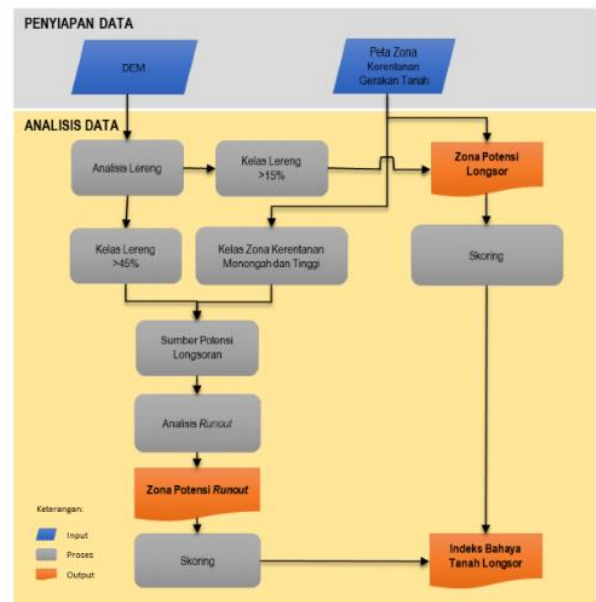 PENYIAPAN DATA
DEM
Peta Zona
Kerentanan
Gerakan Tanah
ANALISIS DATA
Analisis Lereng
Kelas Lereng
>15%
Zona Potensi
Longsor
Kelas Lereng
>45%
Kelas Zona Kerentanan
Monongah dan Tinggi
Skoring
Sumber Potensi
Longsoran
Analisis Runout
Zona Potensi Runout
Keterangan:
Input
Proses
Output
Skoring
Indeks Bahaya
Tanah Longsor